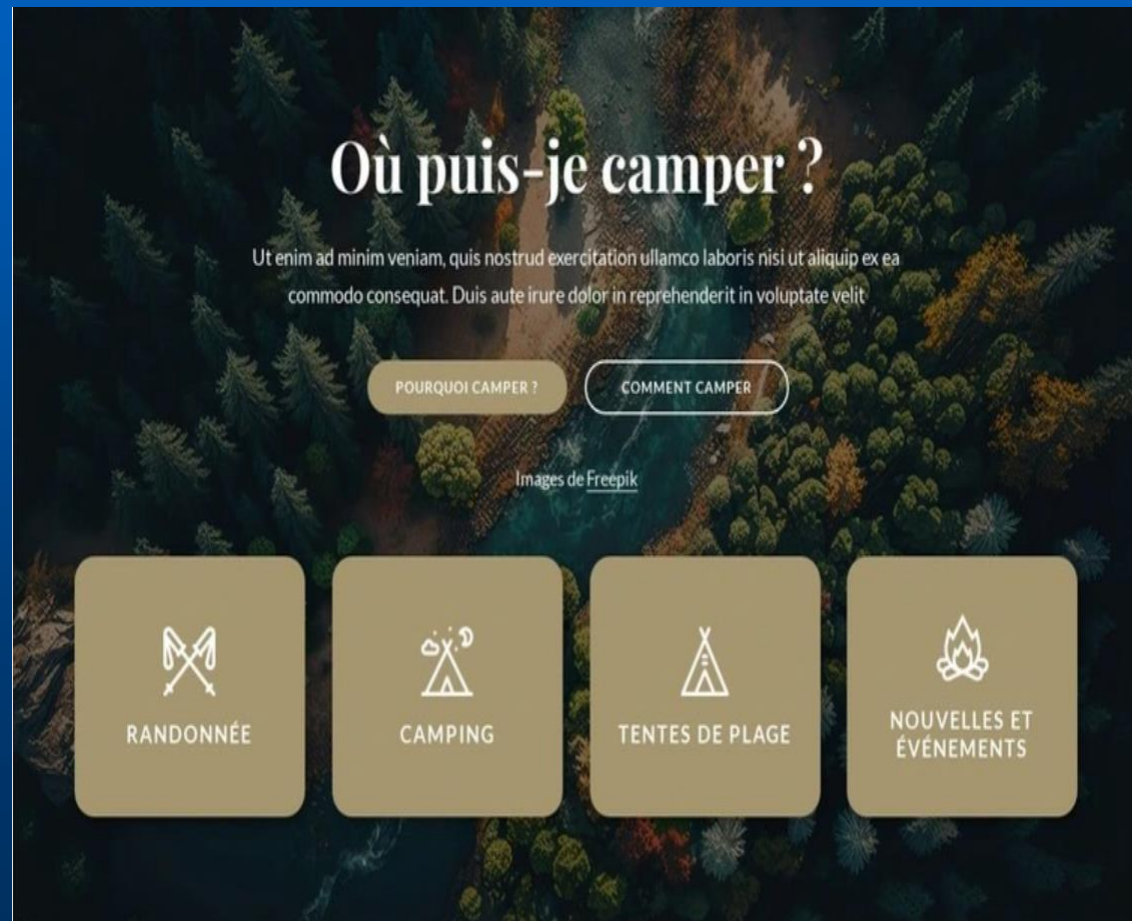 Où puis-je camper ?
Ut enim ad minim veniam, quis nostrud exercitation ullamco laboris nisi ut aliquip ex ea
commodo consequat. Duis aute irure dolor in reprehenderit in voluptate velit
POURQUOI CAMPER ?
COMMENT CAMPER
Images de Freepik
RANDONNÉE
CAMPING
TENTES DE PLAGE
NOUVELLES ET
ÉVÉNEMENTS